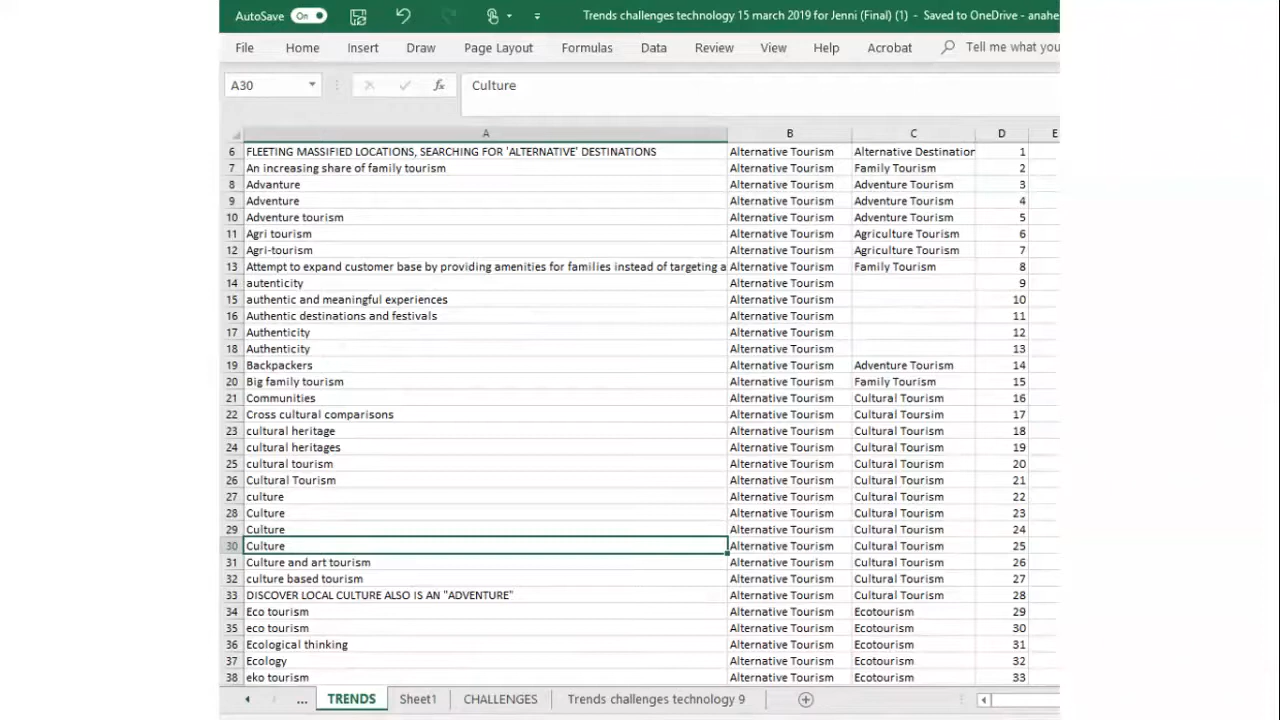 AutoSave On Trends challenges technology 15 march 2019 for Jenni (Final) (1) - Saved to OneDrive - anahe
File Home Insert Draw Page Layout Formulas Data Review View Help Acrobat Tell me what you
A30 fx Culture
A B C D E
6 FLEETING MASSIFIED LOCATIONS, SEARCHING FOR 'ALTERNATIVE' DESTINATIONS Alternative Tourism Alternative Destination 1
7 An increasing share of family tourism Alternative Tourism Family Tourism 2
8 Advanture Alternative Tourism Adventure Tourism 3
9 Adventure Alternative Tourism Adventure Tourism 4
10 Adventure tourism Alternative Tourism Adventure Tourism 5
11 Agri tourism Alternative Tourism Agriculture Tourism 6
12 Agri-tourism Alternative Tourism Agriculture Tourism 7
13 Attempt to expand customer base by providing amenities for families instead of targeting a Alternative Tourism Family Tourism 8
14 autenticity Alternative Tourism 9
15 authentic and meaningful experiences Alternative Tourism 10
16 Authentic destinations and festivals Alternative Tourism 11
17 Authenticity Alternative Tourism 12
18 Authenticity Alternative Tourism 13
19 Backpackers Alternative Tourism Adventure Tourism 14
20 Big family tourism Alternative Tourism Family Tourism 15
21 Communities Alternative Tourism Cultural Tourism 16
22 Cross cultural comparisons Alternative Tourism Cultural Toursim 17
23 cultural heritage Alternative Tourism Cultural Tourism 18
24 cultural heritages Alternative Tourism Cultural Tourism 19
25 cultural tourism Alternative Tourism Cultural Tourism 20
26 Cultural Tourism Alternative Tourism Cultural Tourism 21
27 culture Alternative Tourism Cultural Tourism 22
28 Culture Alternative Tourism Cultural Tourism 23
29 Culture Alternative Tourism Cultural Tourism 24
30 Culture Alternative Tourism Cultural Tourism 25
31 Culture and art tourism Alternative Tourism Cultural Tourism 26
32 culture based tourism Alternative Tourism Cultural Tourism 27
33 DISCOVER LOCAL CULTURE ALSO IS AN "ADVENTURE" Alternative Tourism Cultural Tourism 28
34 Eco tourism Alternative Tourism Ecotourism 29
35 eco tourism Alternative Tourism Ecotourism 30
36 Ecological thinking Alternative Tourism Ecotourism 31
37 Ecology Alternative Tourism Ecotourism 32
38 eko tourism Alternative Tourism Ecotourism 33
... TRENDS Sheet1 CHALLENGES Trends challenges technology 9